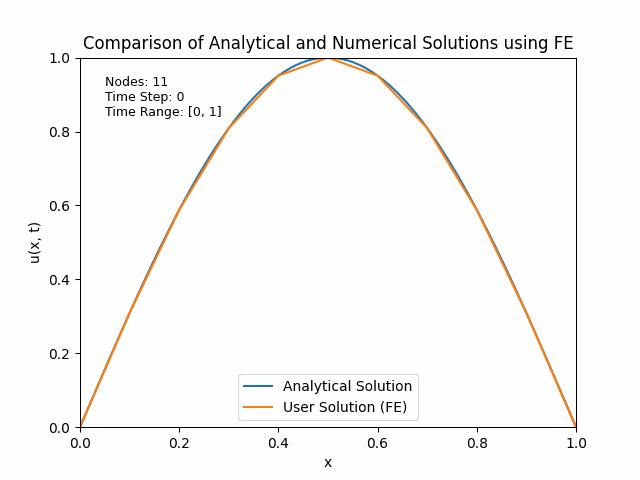 Comparison of Analytical and Numerical Solutions using FE
Nodes: 11
Time Step: 0
Time Range: [0, 1]
u(x, t)
1.0
0.8
0.6
0.4
0.2
0.0
Analytical Solution
User Solution (FE)
0.0 0.2 0.4 0.6 0.8 1.0
x